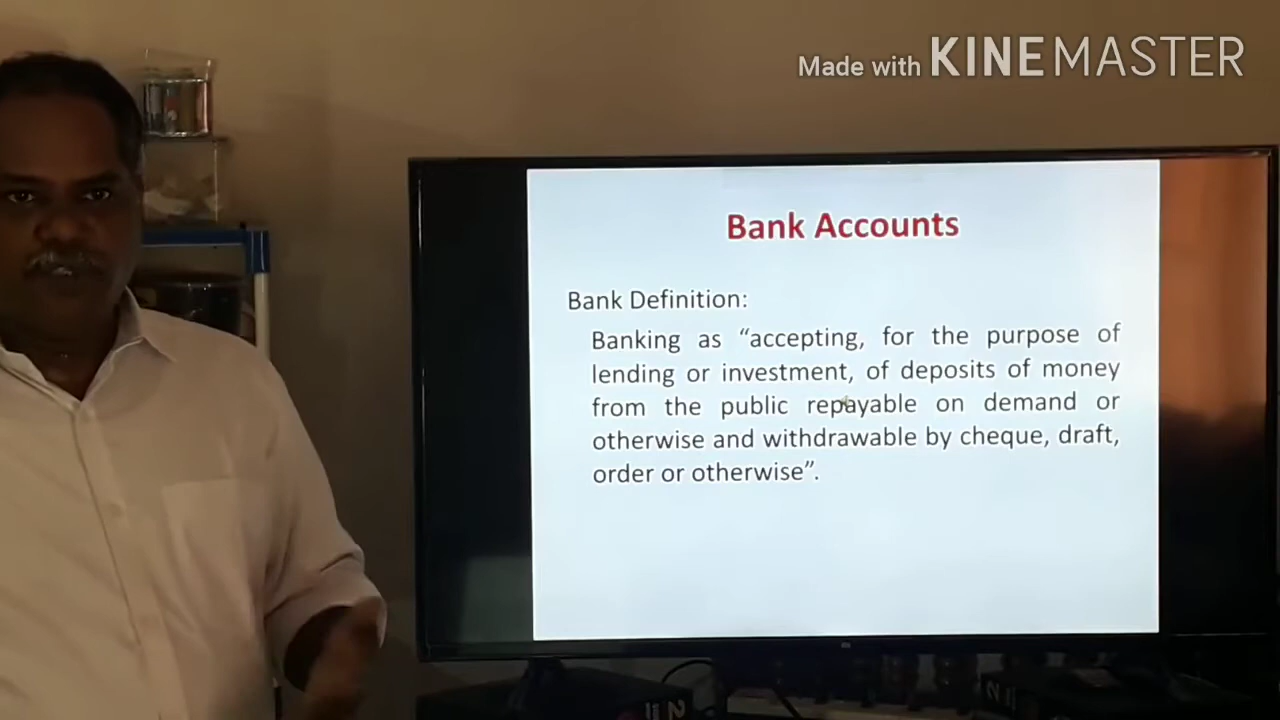 Made with KINEMASTER
Bank Accounts
Bank Definition:
Banking as “accepting, for the purpose of
lending or investment, of deposits of money
from the public repayable on demand or
otherwise and withdrawable by cheque, draft,
order or otherwise”.